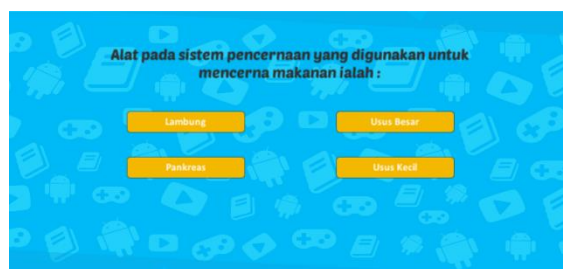 Alat pada sistem pencernaan yang digunakan untuk
mencerna makanan ialah :
Lambung
Usus Besar
Pankreas
Usus Kecil